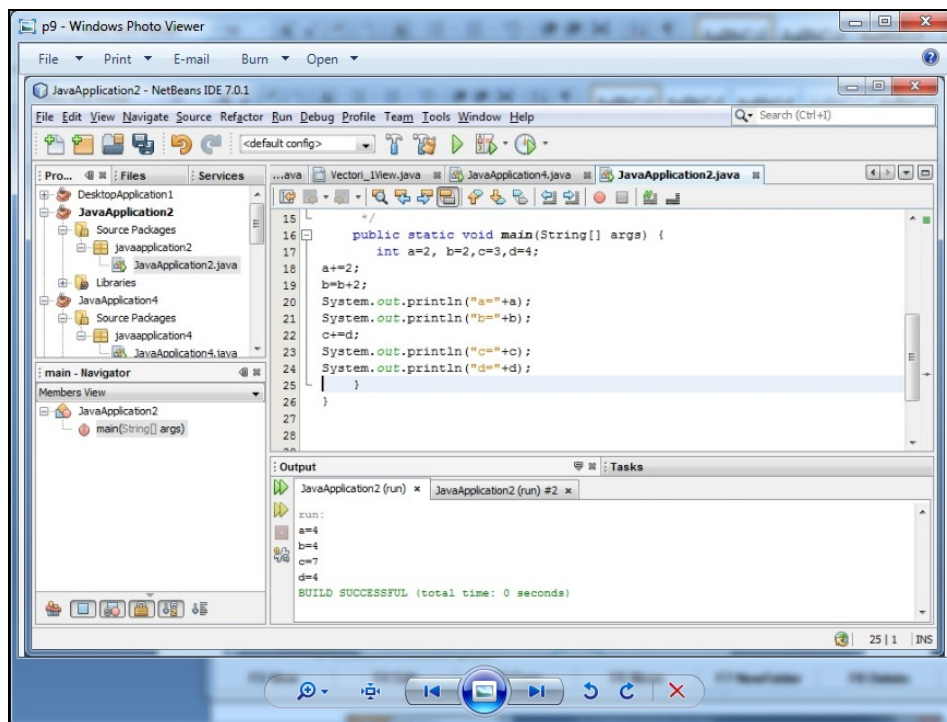 p9 - Windows Photo Viewer
File Print E-mail Burn Open
JavaApplication2 - NetBeans IDE 7.0.1
File Edit View Navigate Source Refactor Run Debug Profile Team Tools Window Help
Search (Ctrl+I)
<default config>
Pro... Files Services
DesktopApplication1
JavaApplication2
Source Packages
javaapplication2
JavaApplication2.java
Libraries
JavaApplication4
Source Packages
javaapplication4
JavaApplication4.java
main - Navigator
Members View
JavaApplication2
main(String[] args)
...ava Vectori_1View.java JavaApplication4.java JavaApplication2.java
15 */
16 public static void main(String[] args) {
17 int a=2, b=2,c=3,d=4;
18 a+=2;
19 b=b+2;
20 System.out.println("a="+a);
21 System.out.println("b="+b);
22 c+=d;
23 System.out.println("c="+c);
24 System.out.println("d="+d);
25 }
26 }
27
28
Output Tasks
JavaApplication2 (run) JavaApplication2 (run) #2
run:
a=4
b=4
c=7
d=4
BUILD SUCCESSFUL (total time: 0 seconds)
25 | 1 INS